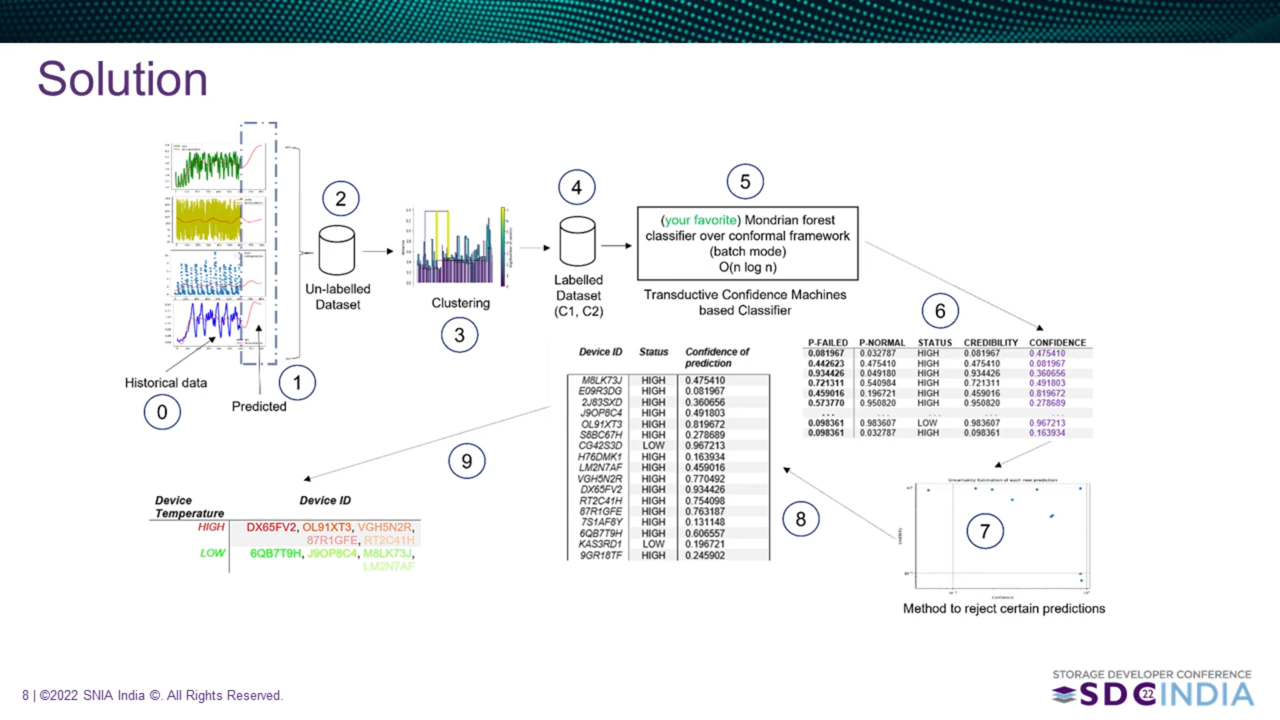 Solution
0
Historical data
1
Predicted
2
Un-labelled
Dataset
Clustering
3
4
Labelled
Dataset
(C1, C2)
5
(your favorite) Mondrian forest
classifier over conformal framework
(batch mode)
O(n log n)
Transductive Confidence Machines
based Classifier
6
P-FAILED P-NORMAL STATUS CREDIBILITY CONFIDENCE
0.081967 0.032787 HIGH 0.081967 0.475410
0.442623 0.475410 HIGH 0.475410 0.081967
0.934426 0.049180 HIGH 0.934426 0.360656
0.721311 0.540984 HIGH 0.721311 0.491803
0.459016 0.196721 HIGH 0.459016 0.819672
0.573770 0.950820 HIGH 0.950820 0.278689
... ... ... ...
0.098361 0.983607 LOW 0.983607 0.967213
0.098361 0.032787 HIGH 0.098361 0.163934
Uncertainty Estimation of each new prediction
7
Method to reject certain predictions
8
Device ID Status Confidence of
prediction
M8LK73J HIGH 0.475410
E09R3DG HIGH 0.081967
2J83SXD HIGH 0.360656
J9OP8C4 HIGH 0.491803
OL91XT3 HIGH 0.819672
S8BC67H HIGH 0.278689
CG42S3D LOW 0.967213
H76DMK1 HIGH 0.163934
LM2N7AF HIGH 0.459016
VGH5N2R HIGH 0.770492
DX65FV2 HIGH 0.934426
RT2C41H HIGH 0.754098
87R1GFE HIGH 0.763187
7S1AF8Y HIGH 0.131148
6QB7T9H HIGH 0.606557
KAS3RD1 LOW 0.196721
9GR18TF HIGH 0.245902
9
Device
Temperature
Device ID
HIGH DX65FV2, OL91XT3, VGH5N2R,
87R1GFE, RT2C41H
LOW 6QB7T9H, J9OP8C4, M8LK73J,
LM2N7AF
8 | ©2022 SNIA India ©. All Rights Reserved.
STORAGE DEVELOPER CONFERENCE
SDC 22 INDIA